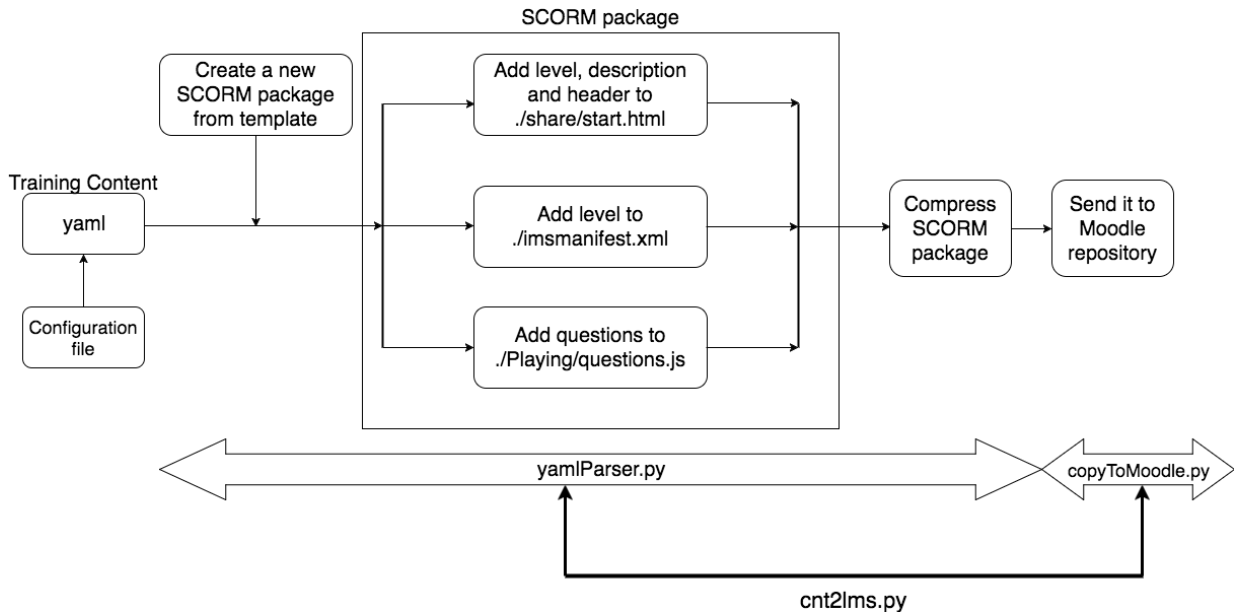 SCORM package
Create a new
SCORM package
from template
Add level, description
and header to
./share/start.html
Training Content
yaml
Add level to
./imsmanifest.xml
Compress
SCORM
package
Send it to
Moodle
repository
Configuration
file
Add questions to
./Playing/questions.js
yamlParser.py
copyToMoodle.py
cnt2lms.py